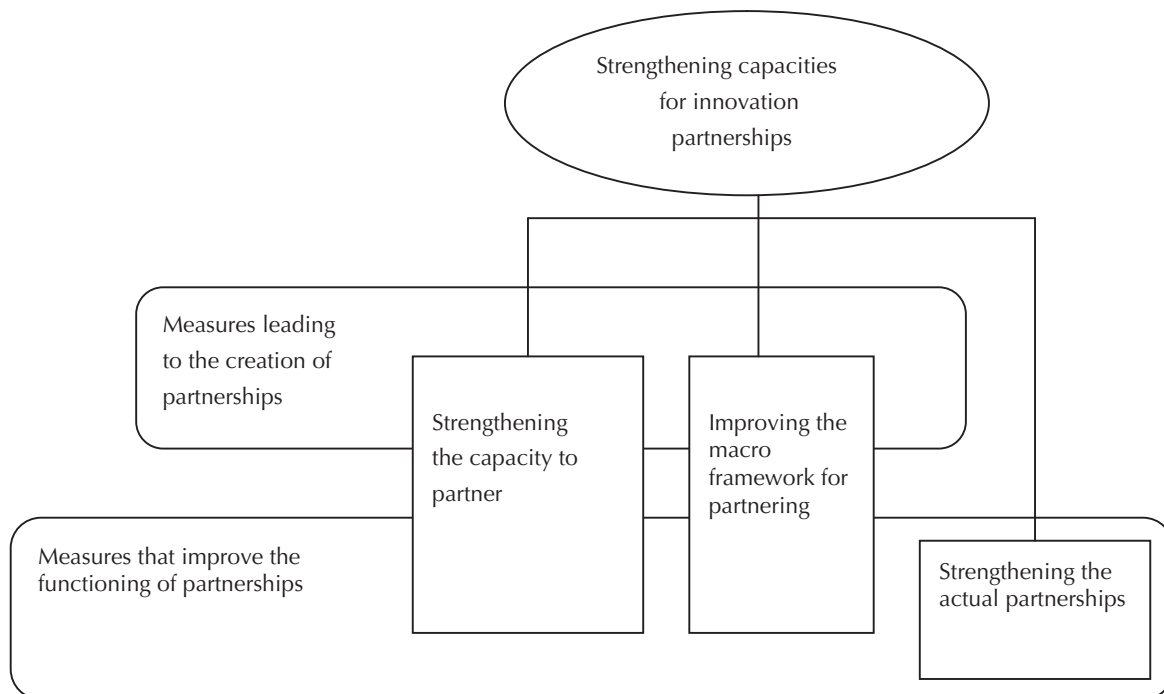 Strengthening capacities
for innovation
partnerships
Measures leading
to the creation of
partnerships
Strengthening
the capacity to
partner
Improving the
macro
framework for
partnering
Measures that improve the
functioning of partnerships
Strengthening the
actual partnerships